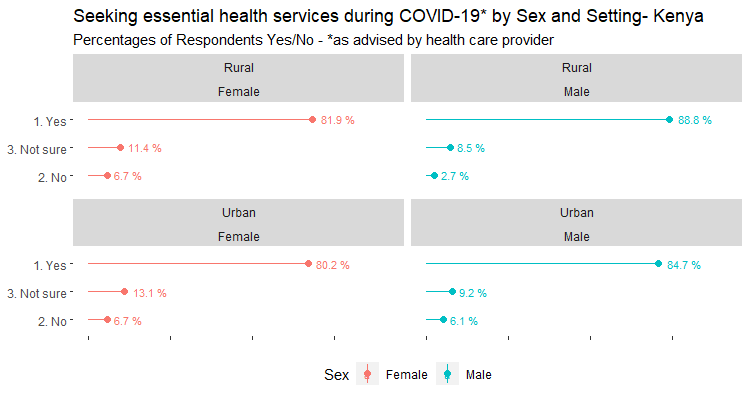 Seeking essential health services during COVID-19* by Sex and Setting- Kenya
Percentages of Respondents Yes/No - *as advised by health care provider
Rural
Female
Rural
Male
1. Yes
81.9 %
88.8 %
3. Not sure
11.4 %
8.5 %
2. No
6.7 %
2.7 %
Urban
Female
Urban
Male
1. Yes
80.2 %
84.7 %
3. Not sure
13.1 %
9.2 %
2. No
6.7 %
6.1 %
Sex
Female
Male